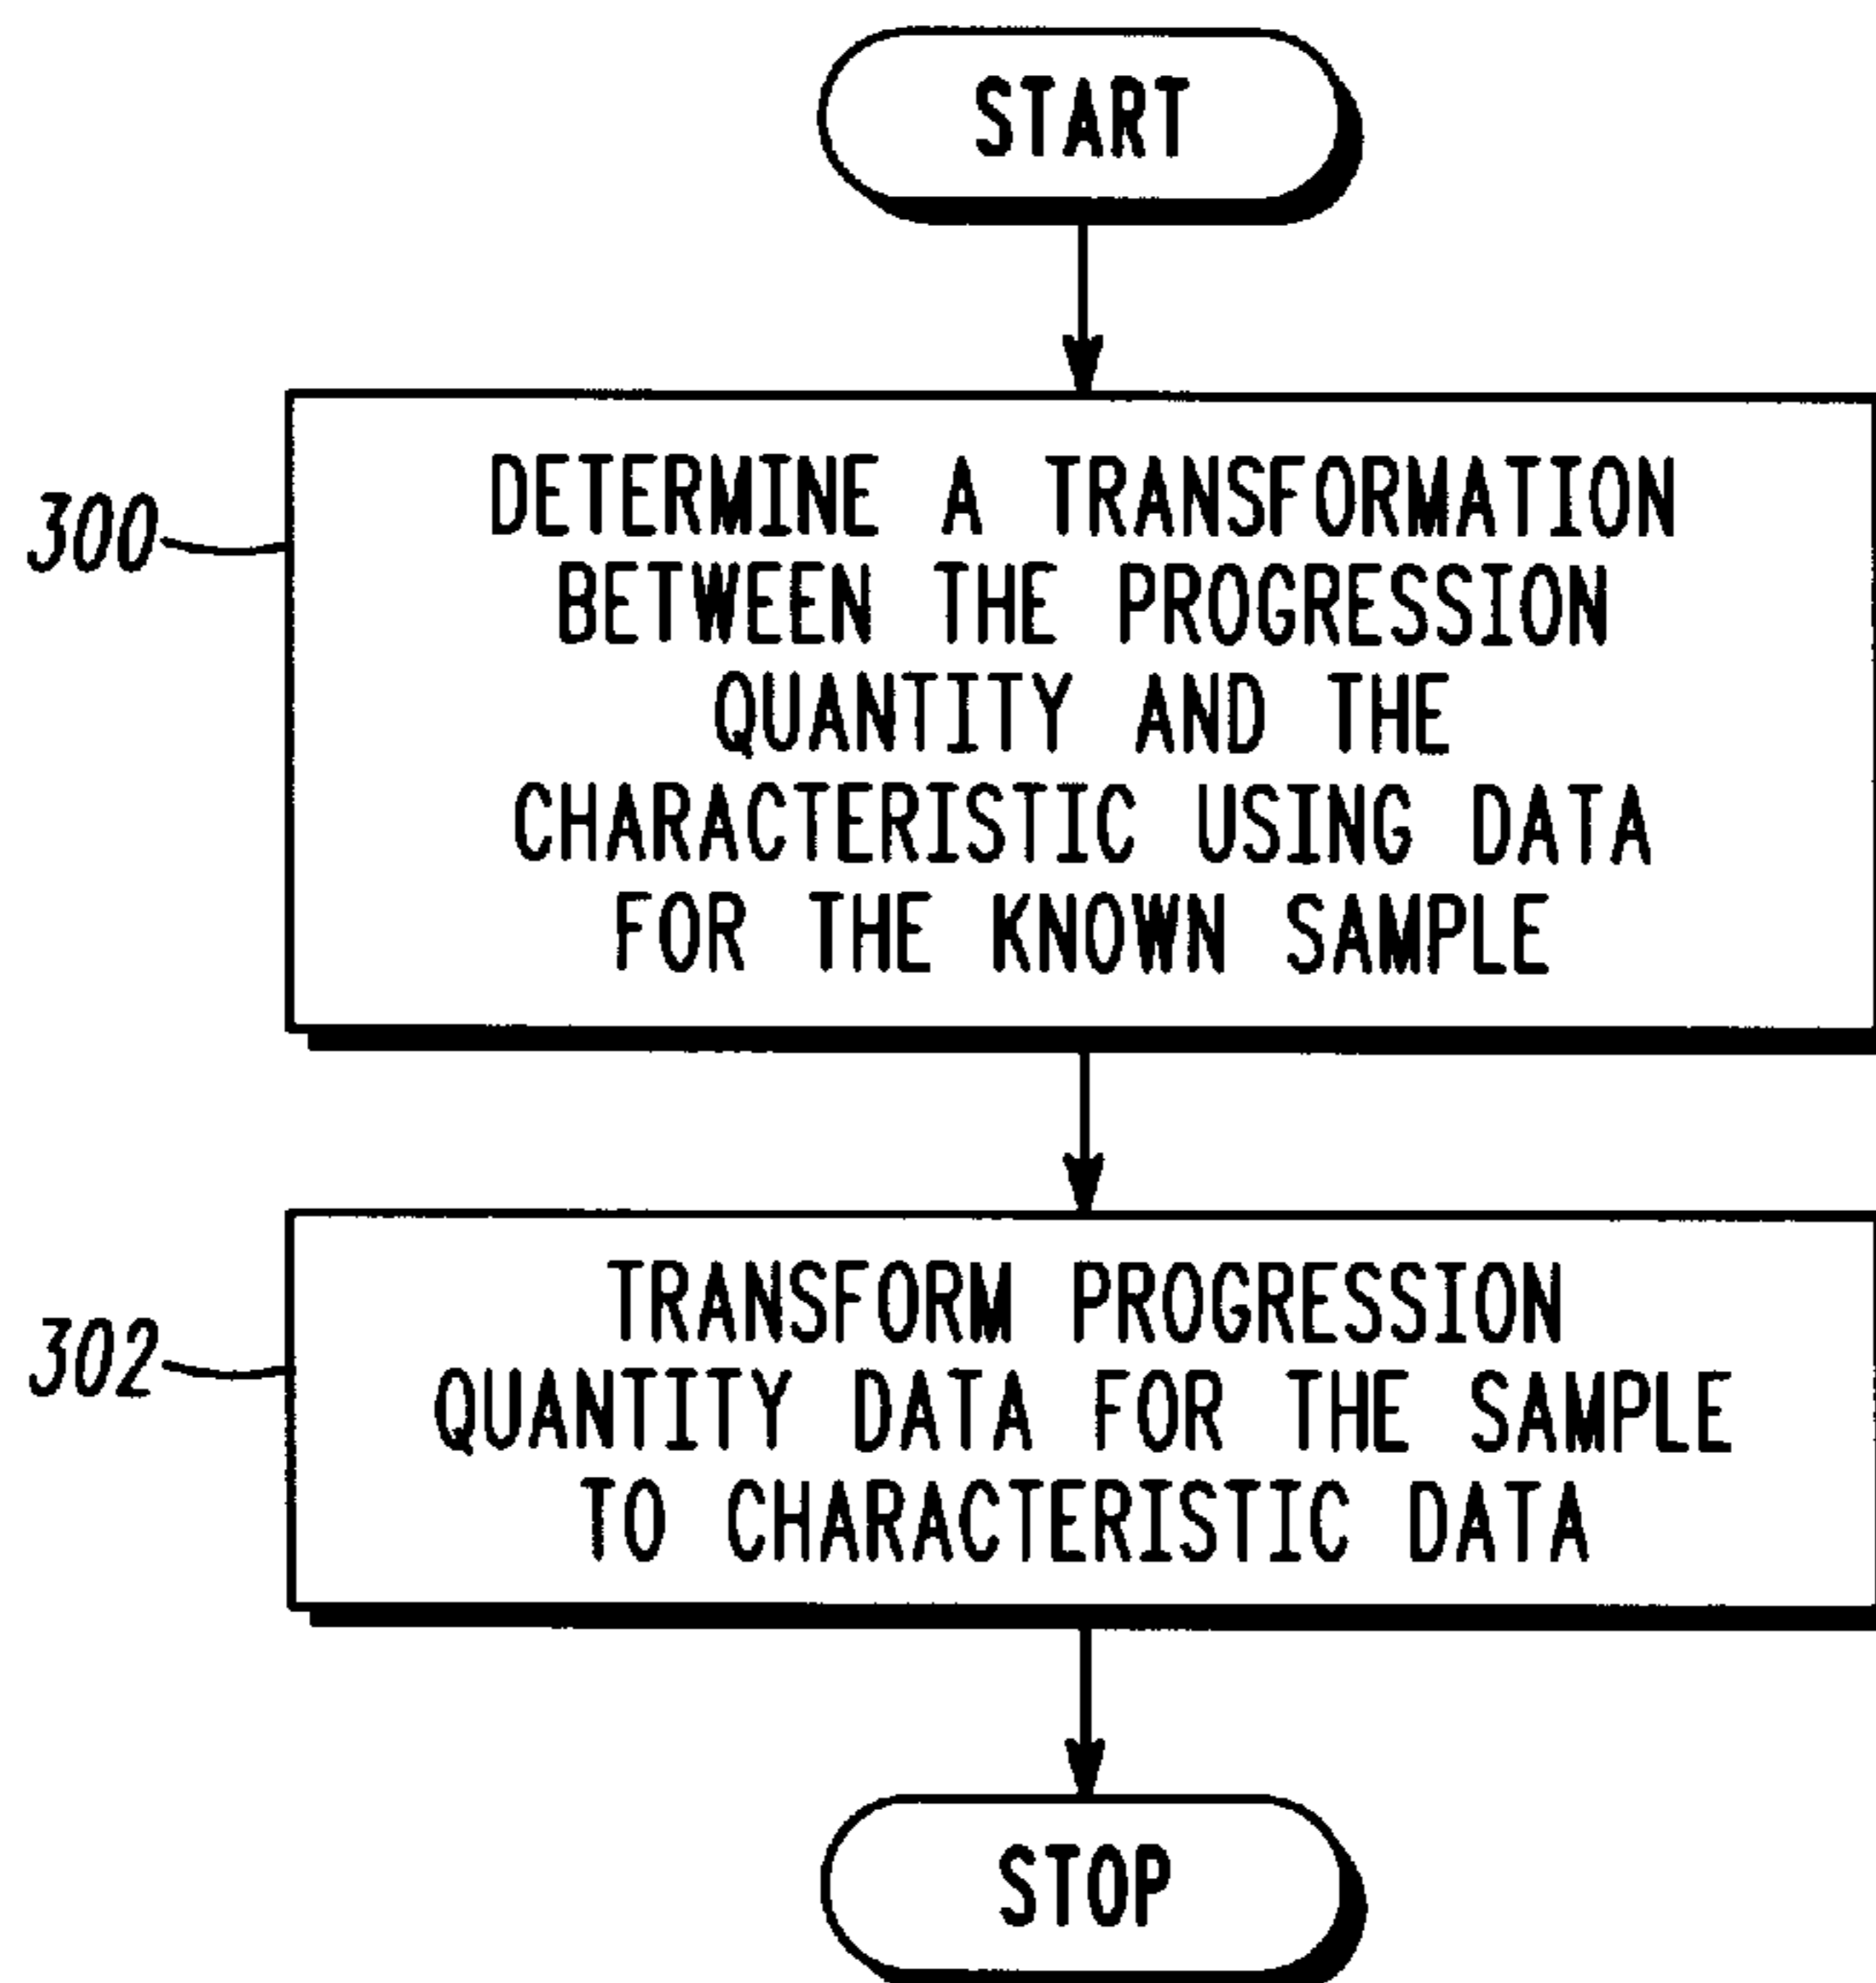 START
300
DETERMINE A TRANSFORMATION
BETWEEN THE PROGRESSION
QUANTITY AND THE
CHARACTERISTIC USING DATA
FOR THE KNOWN SAMPLE
302
TRANSFORM PROGRESSION
QUANTITY DATA FOR THE SAMPLE
TO CHARACTERISTIC DATA
STOP